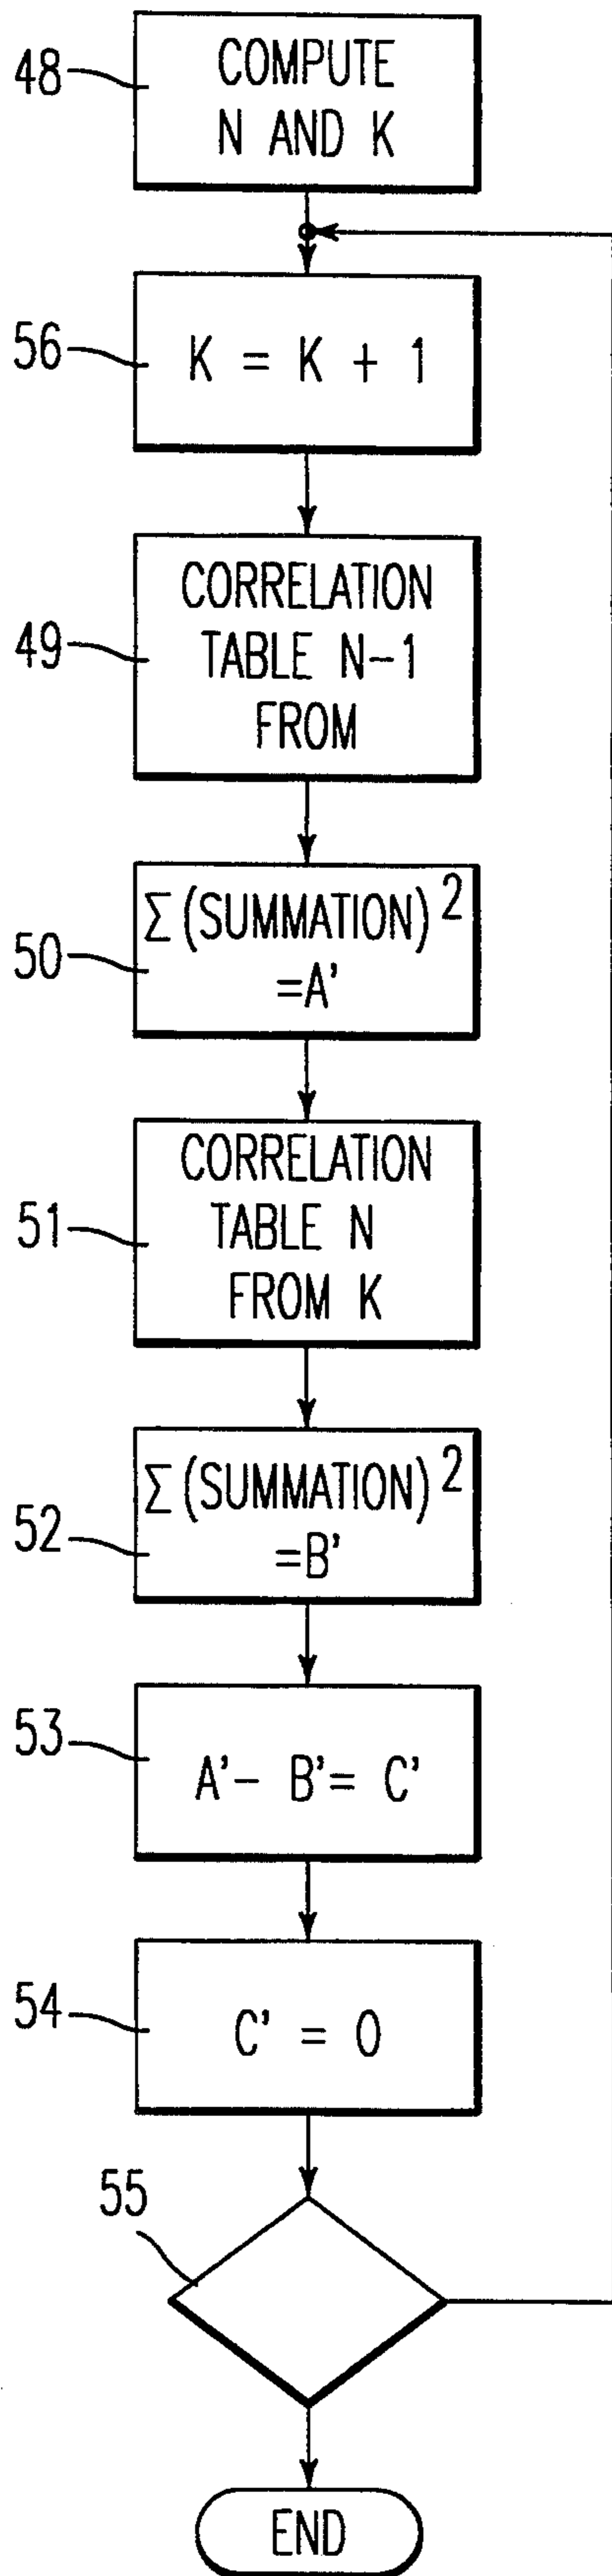 48
COMPUTE
N AND K
56
K = K + 1
49
CORRELATION
TABLE N-1
FROM
50
Σ(SUMMATION)²
=A'
51
CORRELATION
TABLE N
FROM K
52
Σ(SUMMATION)²
=B'
53
A'- B'= C'
54
C' = 0
55
END